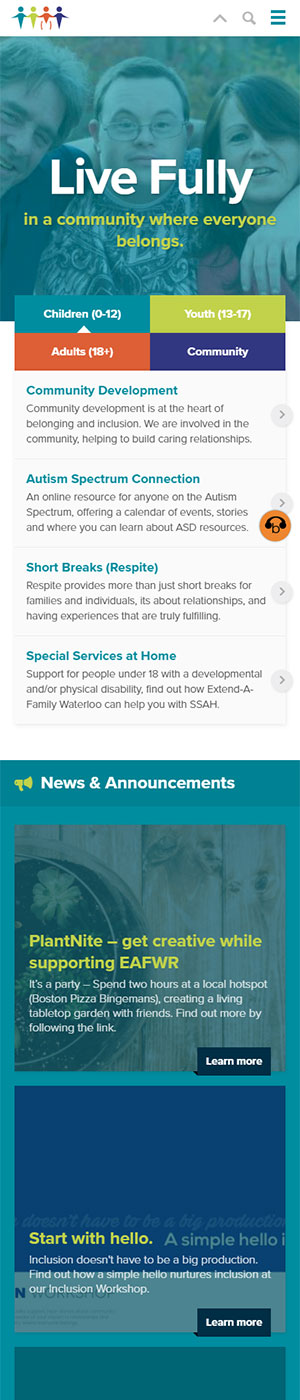 Live Fully
in a community where everyone
belongs.
Children (0-12)
Youth (13-17)
Adults (18+)
Community
Community Development
Community development is at the heart of
belonging and inclusion. We are involved in the
community, helping to build caring relationships.
Autism Spectrum Connection
An online resource for anyone on the Autism
Spectrum, offering a calendar of events, stories
and where you can learn about ASD resources.
b
Short Breaks (Respite)
Respite provides more than just short breaks for
families and individuals, its about relationships, and
having experiences that are truly fulfilling.
Special Services at Home
Support for people under 18 with a developmental
and/or physical disability, find out how Extend-A-
Family Waterloo can help you with SSAH.
News & Announcements
PlantNite – get creative while
supporting EAFWR
It's a party – Spend two hours at a local hotspot
(Boston Pizza Bingemans), creating a living
tabletop garden with friends. Find out more by
following the link.
Learn more
doesn't have to be a big production
A simple hello i
Start with hello.
Inclusion doesn't have to be a big production.
Find out how a simple hello nurtures inclusion at
our Inclusion Workshop.
N WORKSHOP
Learn more